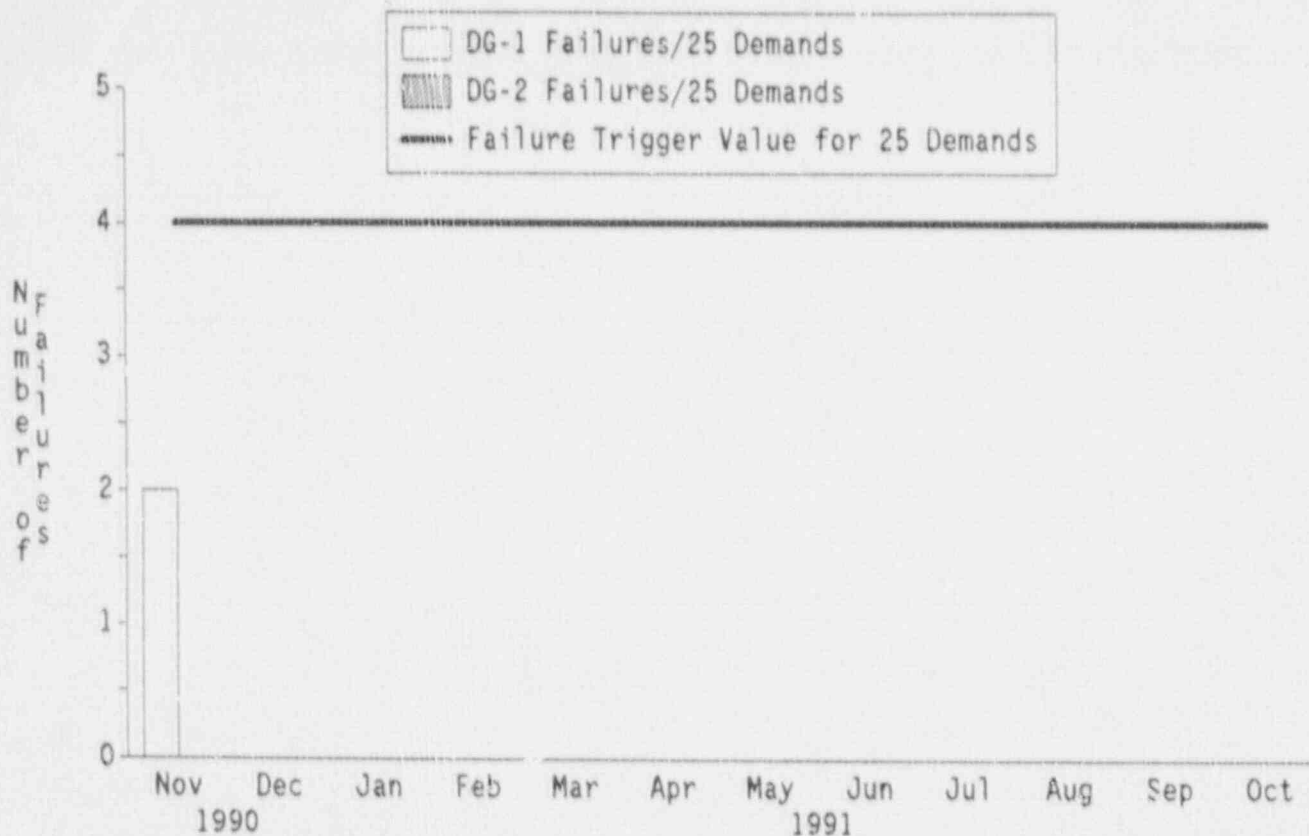 DG-1 Failures/25 Demands
DG-2 Failures/25 Demands
Failure Trigger Value for 25 Demands
5
4
3
2
1
0
Number of
Failures
Nov Dec Jan Feb Mar Apr May Jun Jul Aug Sep Oct
1990 1991